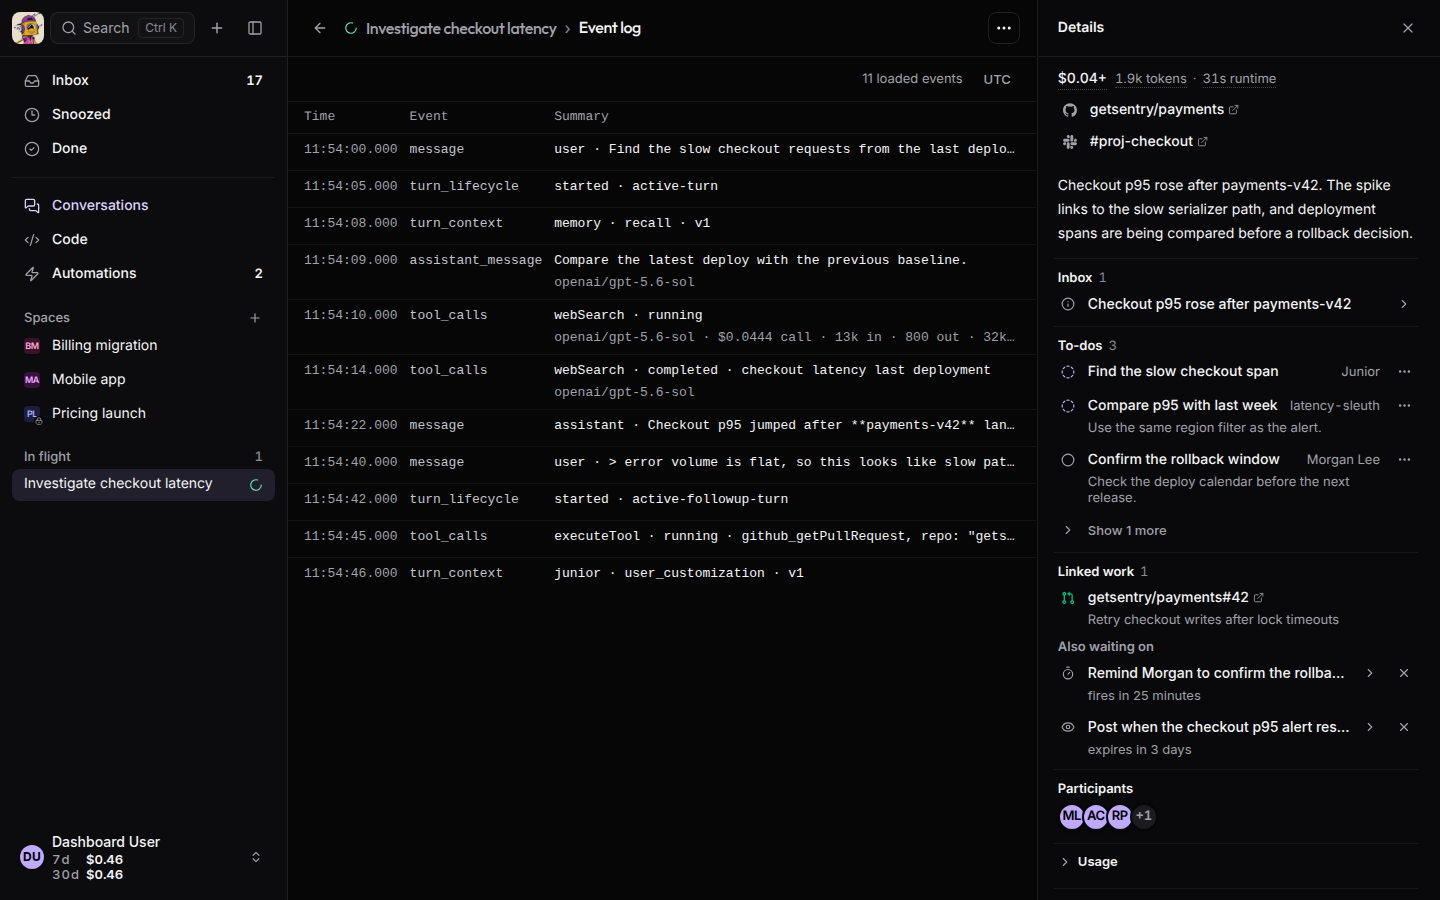 Search Ctrl K
Inbox 17
Snoozed
Done
Conversations
Code
Automations 2
Spaces
BM Billing migration
MA Mobile app
PL Pricing launch
In flight 1
Investigate checkout latency
DU Dashboard User
7d $0.46
30d $0.46
Investigate checkout latency › Event log
11 loaded events UTC
Time Event Summary
11:54:00.000 message user · Find the slow checkout requests from the last deplo…
11:54:05.000 turn_lifecycle started · active-turn
11:54:08.000 turn_context memory · recall · v1
11:54:09.000 assistant_message Compare the latest deploy with the previous baseline.
openai/gpt-5.6-sol
11:54:10.000 tool_calls webSearch · running
openai/gpt-5.6-sol · $0.0444 call · 13k in · 800 out · 32k…
11:54:14.000 tool_calls webSearch · completed · checkout latency last deployment
openai/gpt-5.6-sol
11:54:22.000 message assistant · Checkout p95 jumped after **payments-v42** lan…
11:54:40.000 message user · > error volume is flat, so this looks like slow pat…
11:54:42.000 turn_lifecycle started · active-followup-turn
11:54:45.000 tool_calls executeTool · running · github_getPullRequest, repo: "gets…
11:54:46.000 turn_context junior · user_customization · v1
Details
$0.04+ 1.9k tokens · 31s runtime
getsentry/payments
#proj-checkout
Checkout p95 rose after payments-v42. The spike
links to the slow serializer path, and deployment
spans are being compared before a rollback decision.
Inbox 1
Checkout p95 rose after payments-v42
To-dos 3
Find the slow checkout span Junior
Compare p95 with last week latency-sleuth
Use the same region filter as the alert.
Confirm the rollback window Morgan Lee
Check the deploy calendar before the next
release.
Show 1 more
Linked work 1
getsentry/payments#42
Retry checkout writes after lock timeouts
Also waiting on
Remind Morgan to confirm the rollba…
fires in 25 minutes
Post when the checkout p95 alert res…
expires in 3 days
Participants
ML AC RP +1
Usage